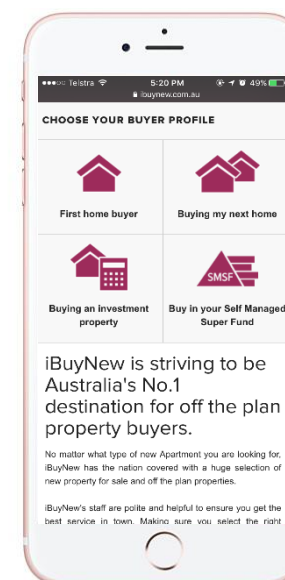 Telstra 5:20 PM 49%
ibuynew.com.au
CHOOSE YOUR BUYER PROFILE
First home buyer
Buying my next home
SMSF
Buying an investment
property
Buy in your Self Managed
Super Fund
iBuyNew is striving to be
Australia's No.1
destination for off the plan
property buyers.
No matter what type of new Apartment you are looking for,
iBuyNew has the nation covered with a huge selection of
new property for sale and off the plan properties.
iBuyNew's staff are polite and helpful to ensure you get the
best service in town. Making sure you select the right